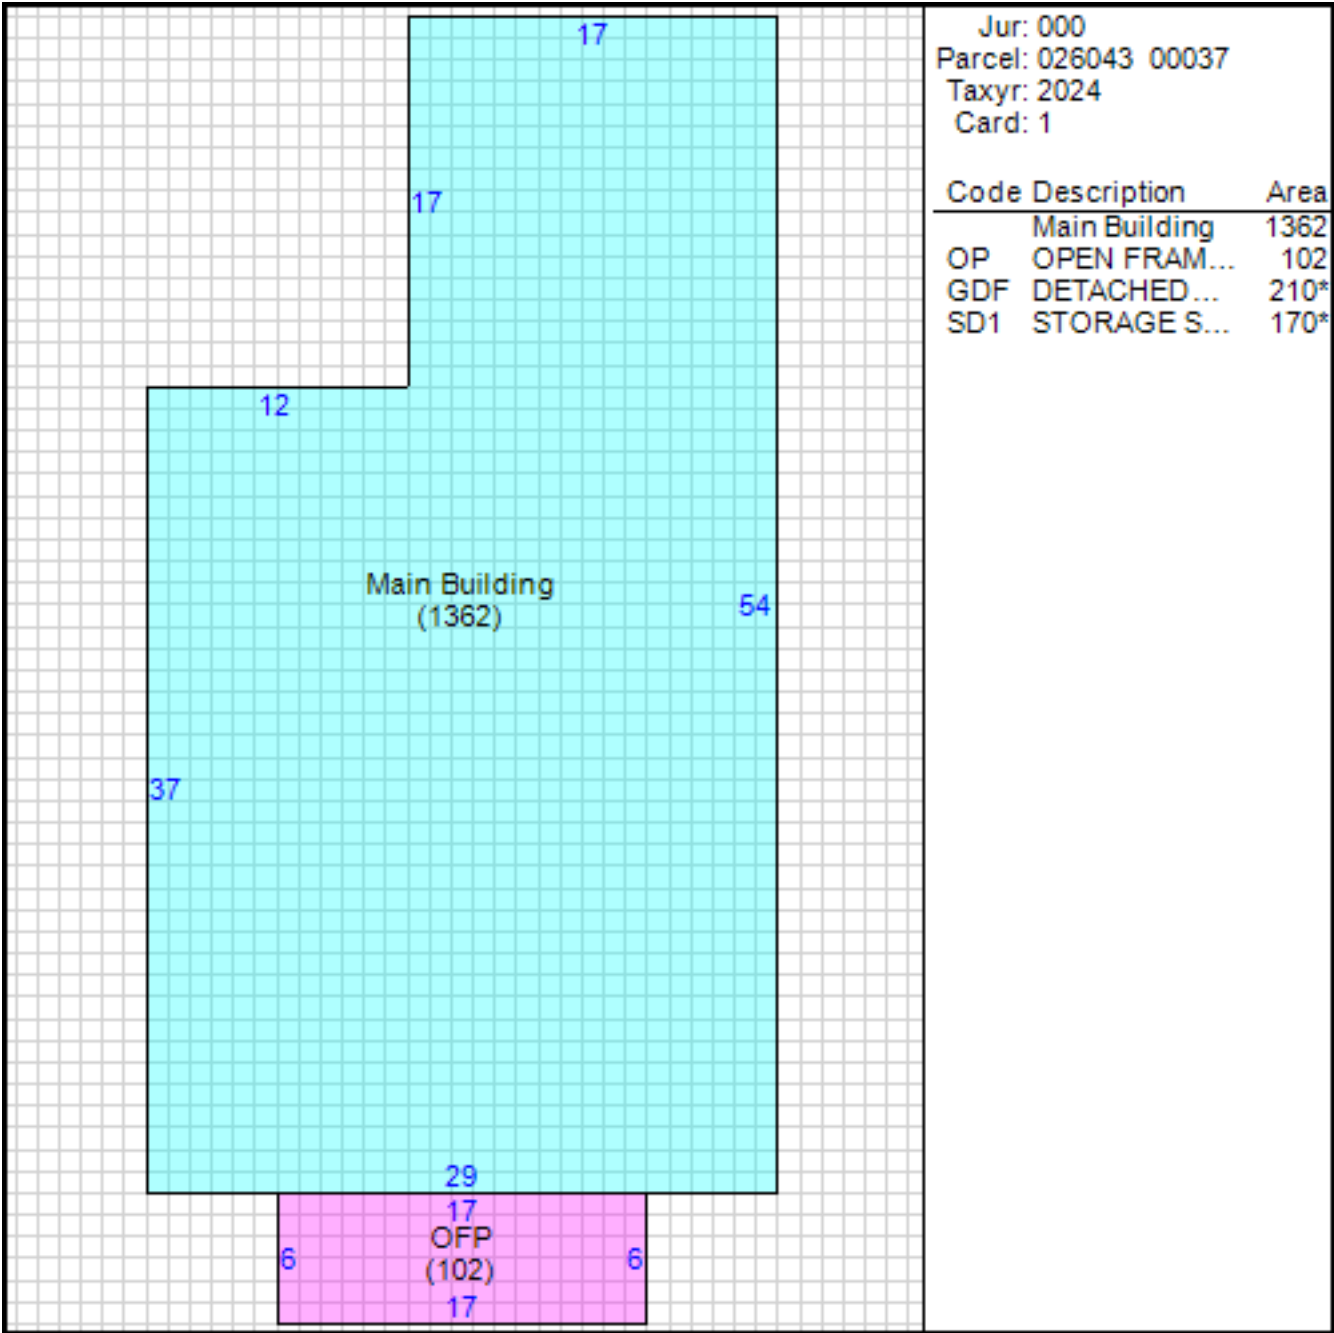 17
17
12
Main Building
(1362)
54
37
29
17
OFP
(102)
6
6
17
Jur: 000
Parcel: 026043 00037
Taxyr: 2024
Card: 1
Code Description Area
Main Building 1362
OP OPEN FRAM... 102
GDF DETACHED... 210*
SD1 STORAGE S... 170*